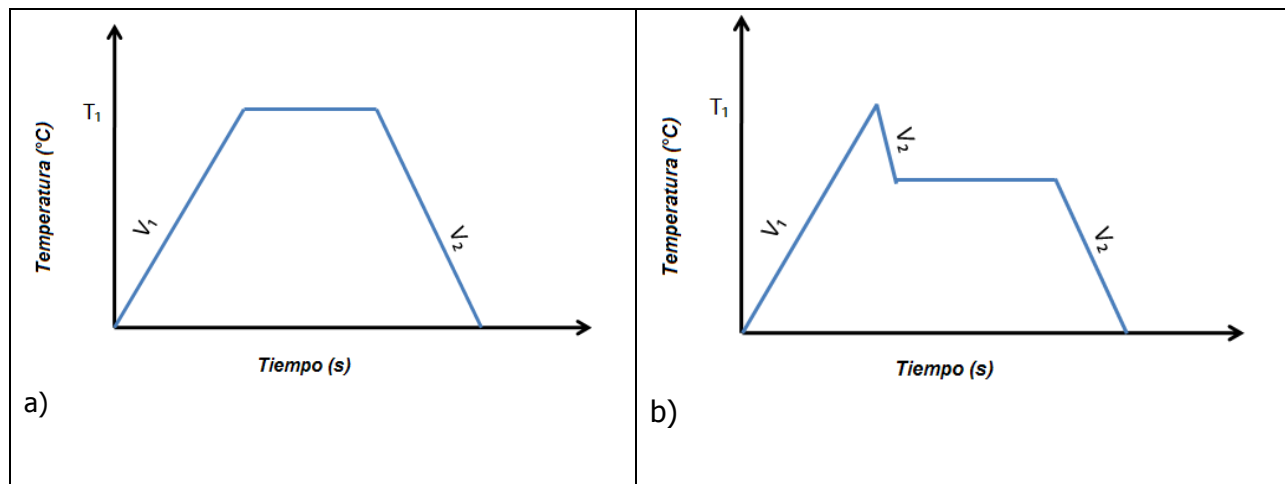 T₁
Temperatura (°C)
V₁
V₂
Tiempo (s)
a)
T₁
Temperatura (°C)
V₁
V₂
V₂
Tiempo (s)
b)